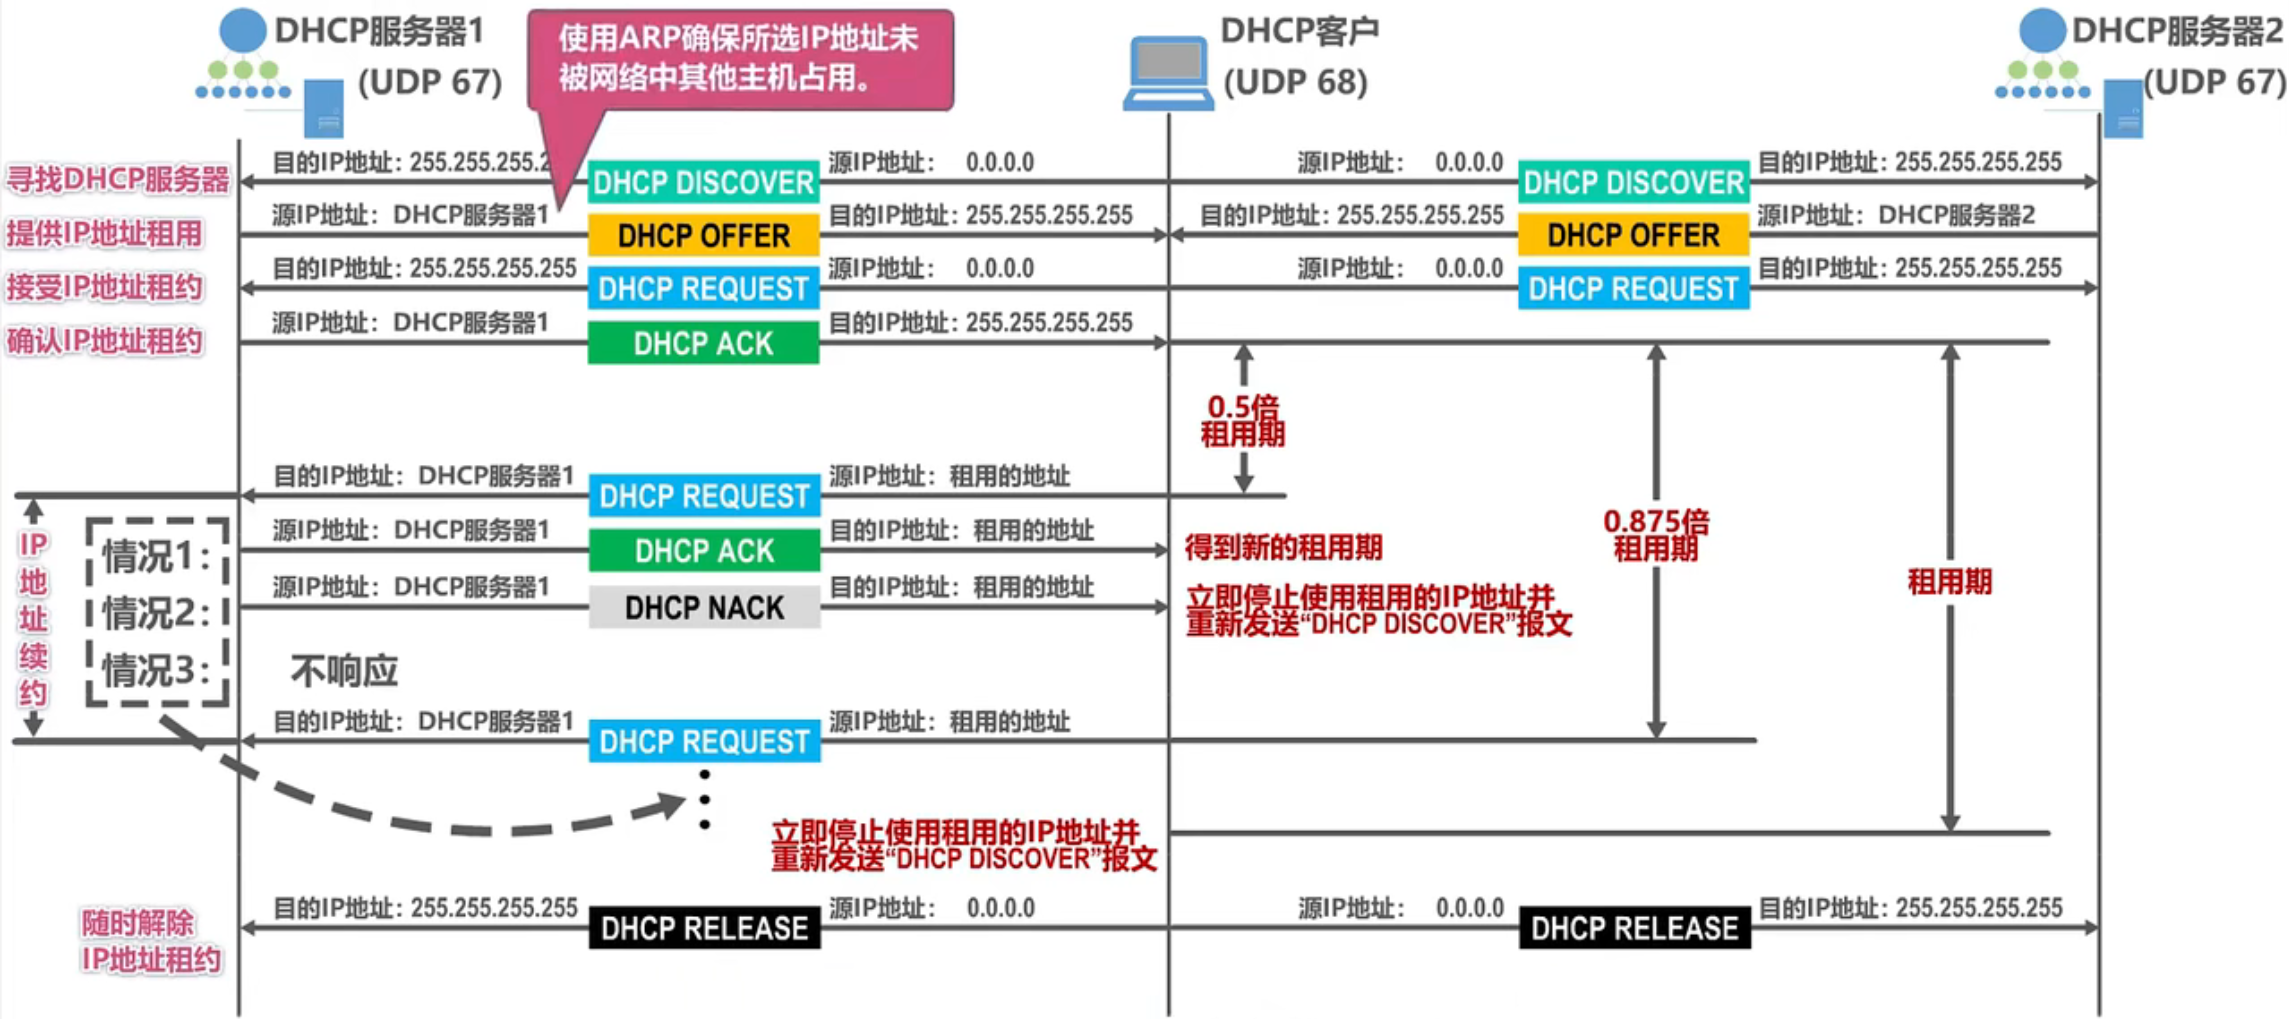 DHCP服务器1
(UDP 67)
使用ARP确保所选IP地址未
被网络中其他主机占用。
DHCP客户
(UDP 68)
DHCP服务器2
(UDP 67)
寻找DHCP服务器
目的IP地址: 255.255.255.2
DHCP DISCOVER
源IP地址: 0.0.0.0
源IP地址: 0.0.0.0
DHCP DISCOVER
目的IP地址: 255.255.255.255
提供IP地址租用
源IP地址: DHCP服务器1
DHCP OFFER
目的IP地址: 255.255.255.255
目的IP地址: 255.255.255.255
DHCP OFFER
源IP地址: DHCP服务器2
接受IP地址租约
目的IP地址: 255.255.255.255
DHCP REQUEST
源IP地址: 0.0.0.0
源IP地址: 0.0.0.0
DHCP REQUEST
目的IP地址: 255.255.255.255
确认IP地址租约
源IP地址: DHCP服务器1
DHCP ACK
目的IP地址: 255.255.255.255
0.5倍
租用期
0.875倍
租用期
租用期
IP地址续约
目的IP地址: DHCP服务器1
DHCP REQUEST
源IP地址: 租用的地址
情况1:
源IP地址: DHCP服务器1
DHCP ACK
目的IP地址: 租用的地址
得到新的租用期
情况2:
源IP地址: DHCP服务器1
DHCP NACK
目的IP地址: 租用的地址
立即停止使用租用的IP地址并
重新发送“DHCP DISCOVER”报文
情况3:
不响应
目的IP地址: DHCP服务器1
DHCP REQUEST
源IP地址: 租用的地址
立即停止使用租用的IP地址并
重新发送“DHCP DISCOVER”报文
随时解除
IP地址租约
目的IP地址: 255.255.255.255
DHCP RELEASE
源IP地址: 0.0.0.0
源IP地址: 0.0.0.0
DHCP RELEASE
目的IP地址: 255.255.255.255